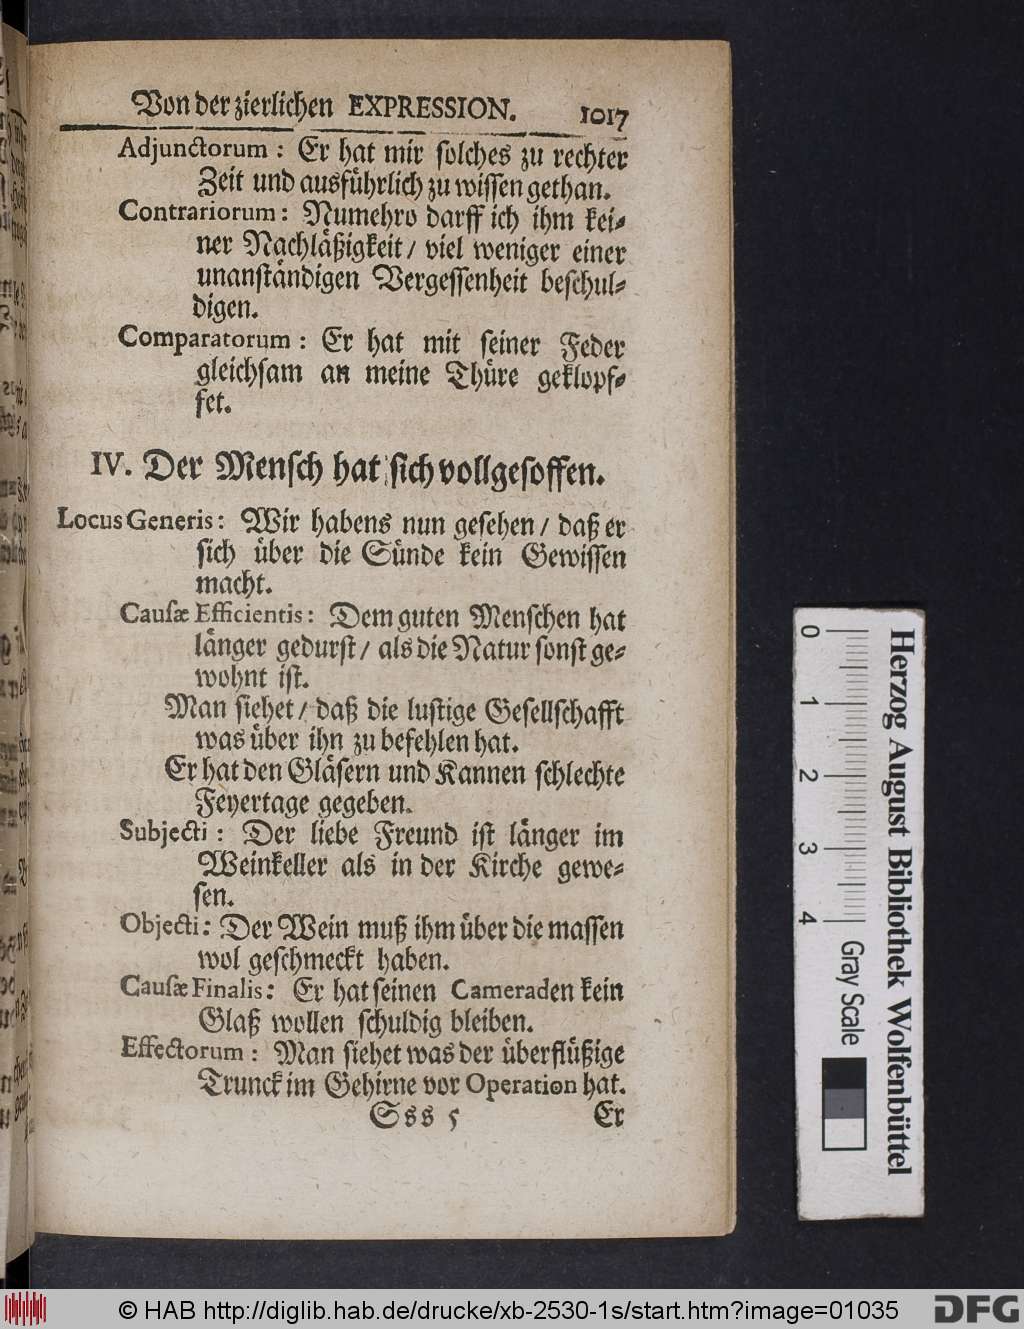 Von der zierlichen EXPRESSION. 1017
Adjunctorum : Er hat mir solches zu rechter
Zeit und ausführlich zu wissen gethan.
Contrariorum : Numehro darff ich ihm kei-
ner Nachläßigkeit / viel weniger einer
unanständigen Vergessenheit beschul-
digen.
Comparatorum : Er hat mit seiner Feder
gleichsam an meine Thüre geklopf-
fet.
IV. Der Mensch hat sich vollgesoffen.
Locus Generis : Wir habens nun gesehen / daß er
sich über die Sünde kein Gewissen
macht.
Causæ Efficientis : Dem guten Menschen hat
länger gedurst / als die Natur sonst ge-
wohnt ist.
Man siehet / daß die lustige Gesellschafft
was über ihn zu befehlen hat.
Er hat den Gläsern und Kannen schlechte
Feyertage gegeben.
Subjecti : Der liebe Freund ist länger im
Weinkeller als in der Kirche gewe-
sen.
Objecti : Der Wein muß ihm über die massen
wol geschmeckt haben.
Causæ Finalis : Er hat seinen Cameraden kein
Glaß wollen schuldig bleiben.
Effectorum : Man siehet was der überflüßige
Trunck im Gehirne vor Operation hat.
Sss 5 Er
0 1 2 3 4 Gray Scale
Herzog August Bibliothek Wolfenbüttel
© HAB http://diglib.hab.de/drucke/xb-2530-1s/start.htm?image=01035
DFG